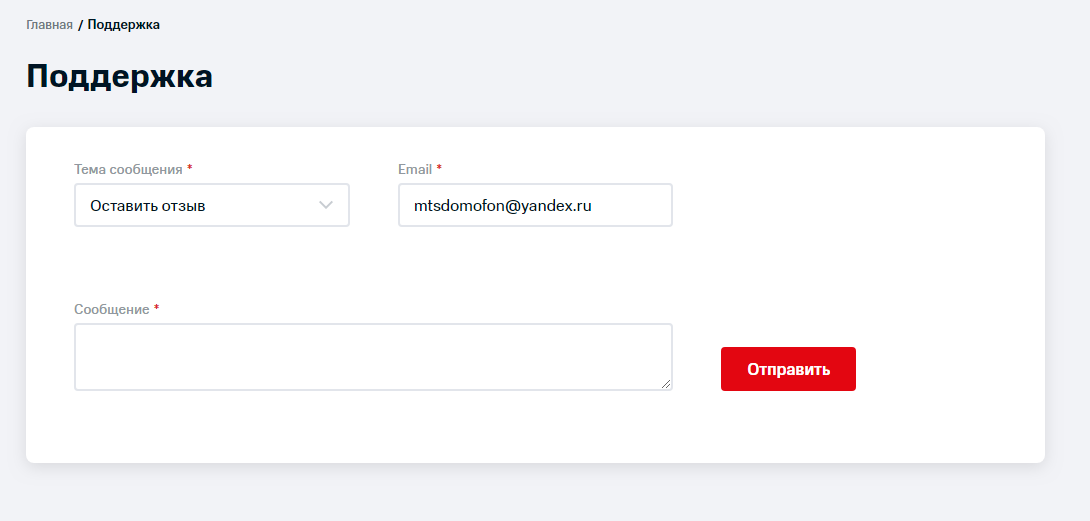 Главная / Поддержка
Поддержка
Тема сообщения * Email *
Оставить отзыв mtsdomofon@yandex.ru
Сообщение *
Отправить